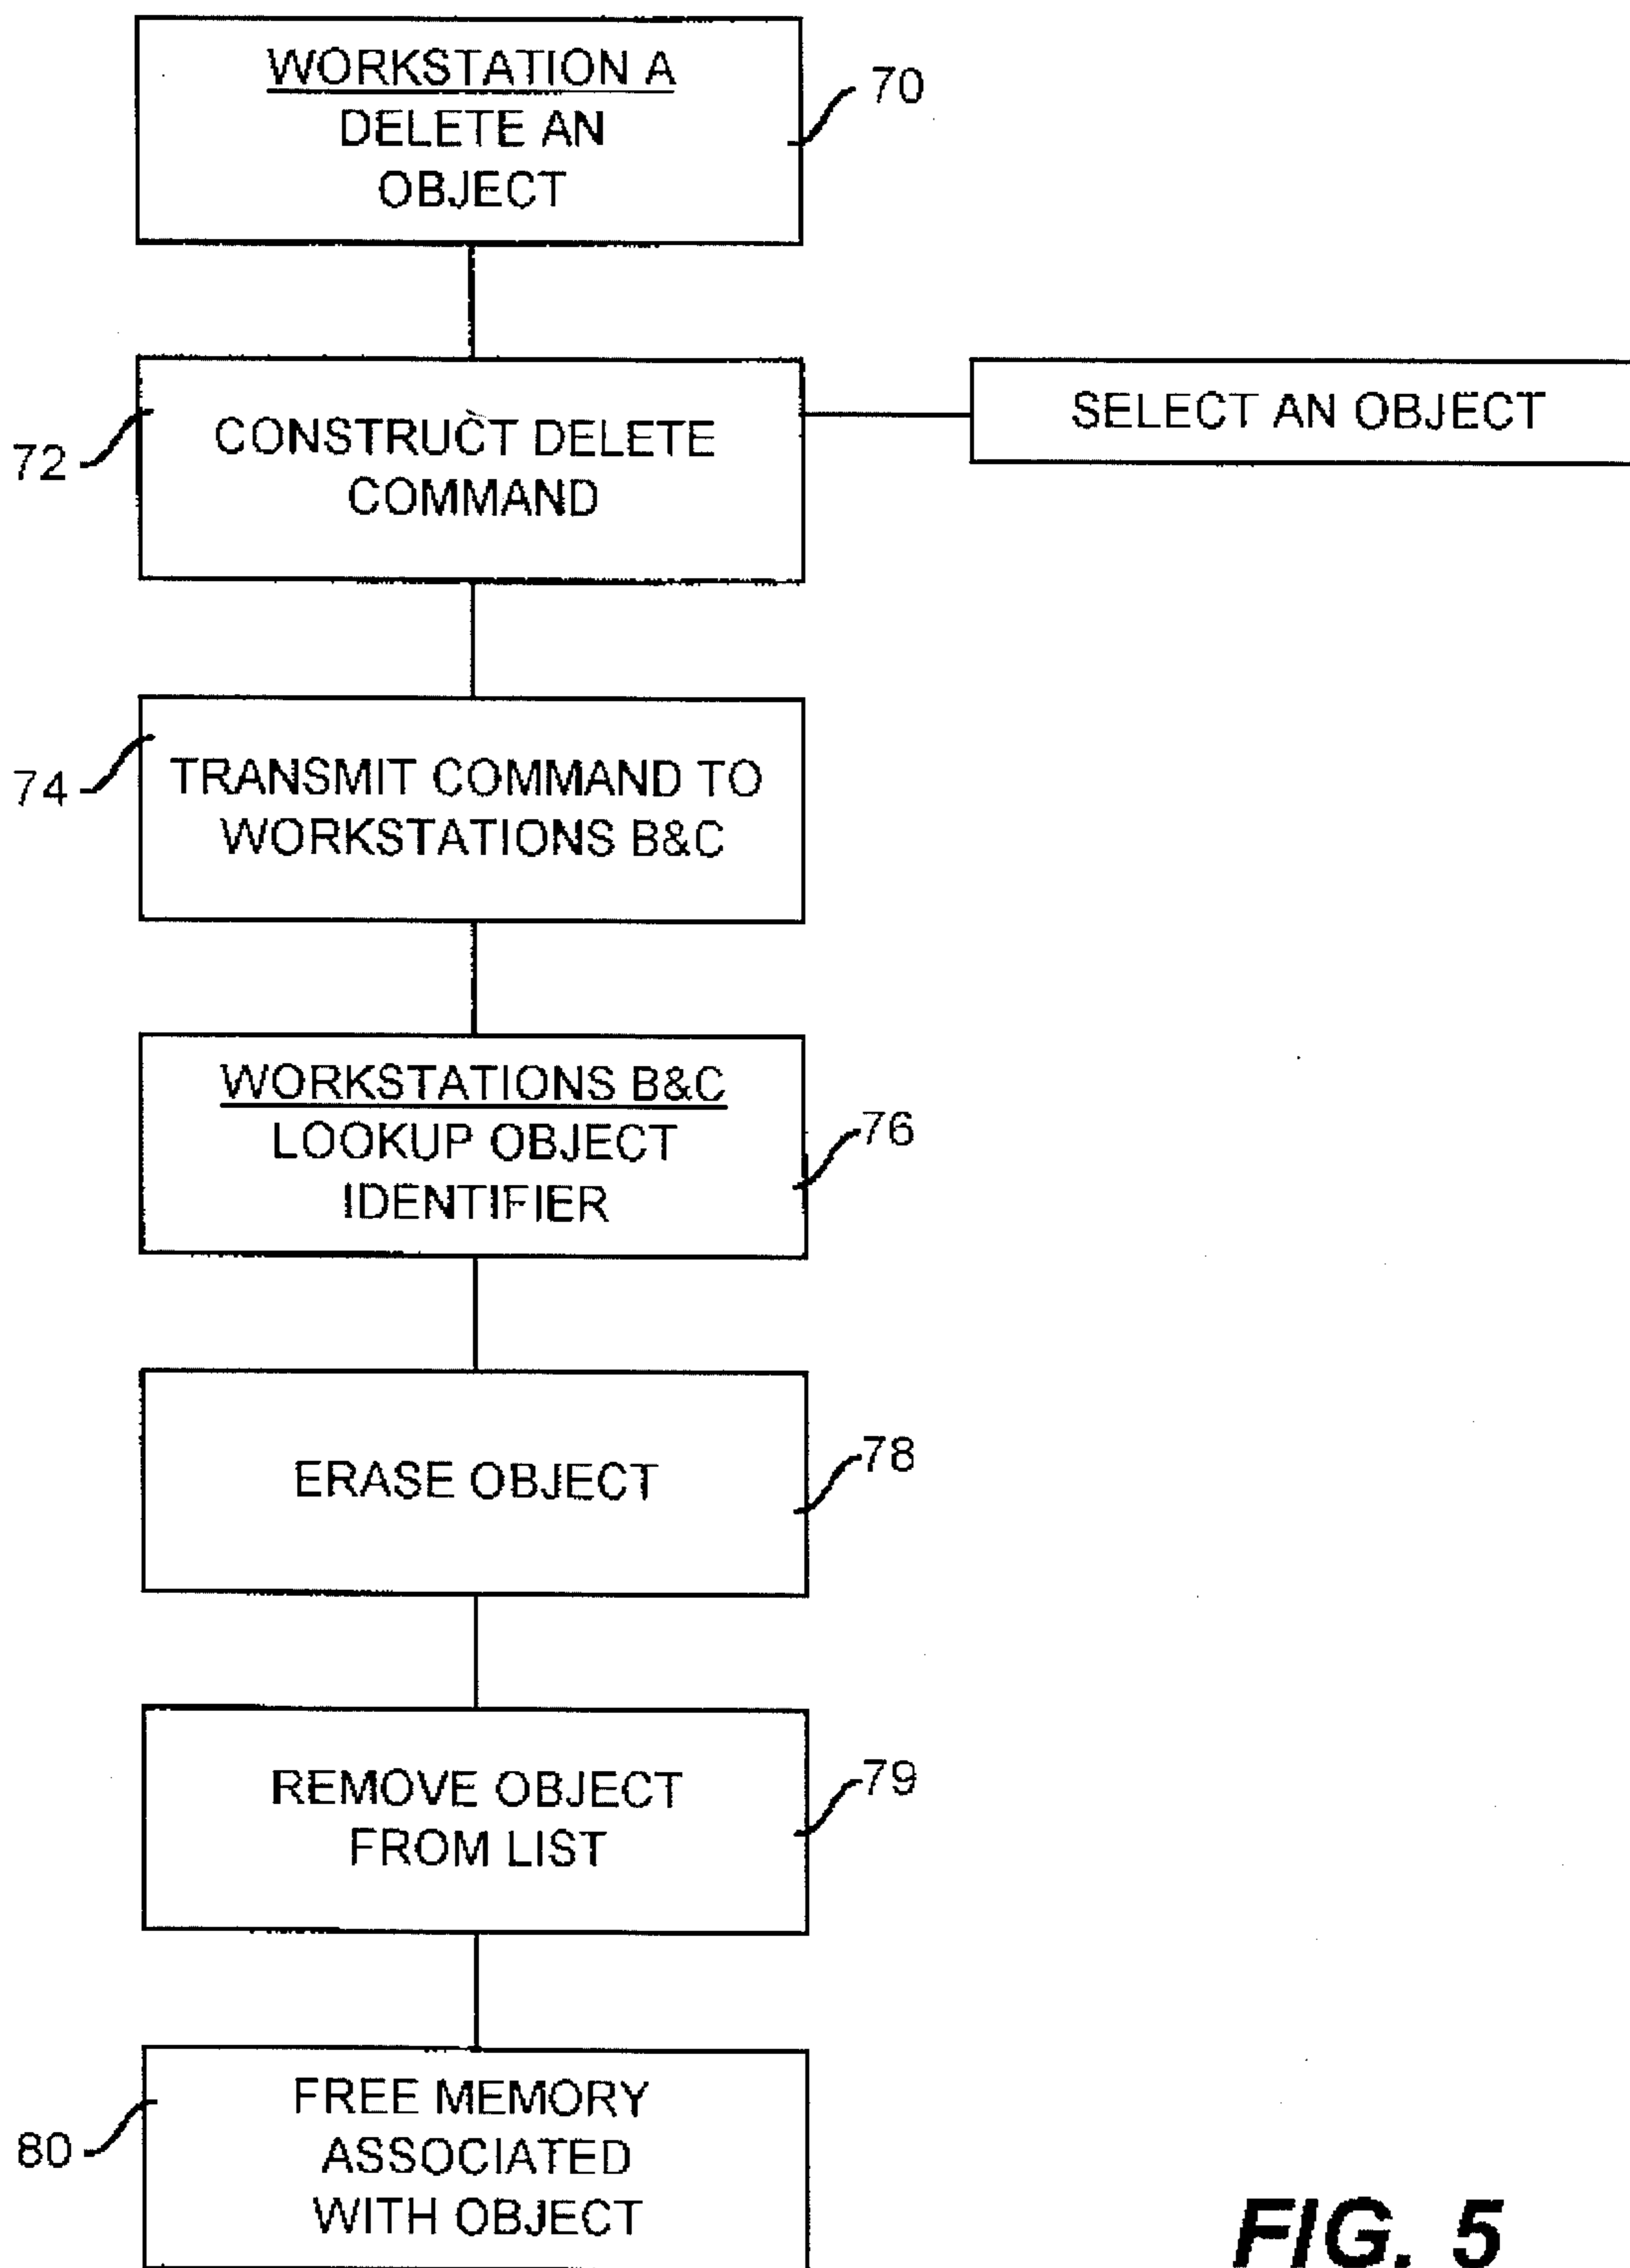 WORKSTATION A
DELETE AN
OBJECT
70
CONSTRUCT DELETE
COMMAND
72
SELECT AN OBJECT
TRANSMIT COMMAND TO
WORKSTATIONS B&C
74
WORKSTATIONS B&C
LOOKUP OBJECT
IDENTIFIER
76
ERASE OBJECT
78
REMOVE OBJECT
FROM LIST
79
FREE MEMORY
ASSOCIATED
WITH OBJECT
80
FIG. 5